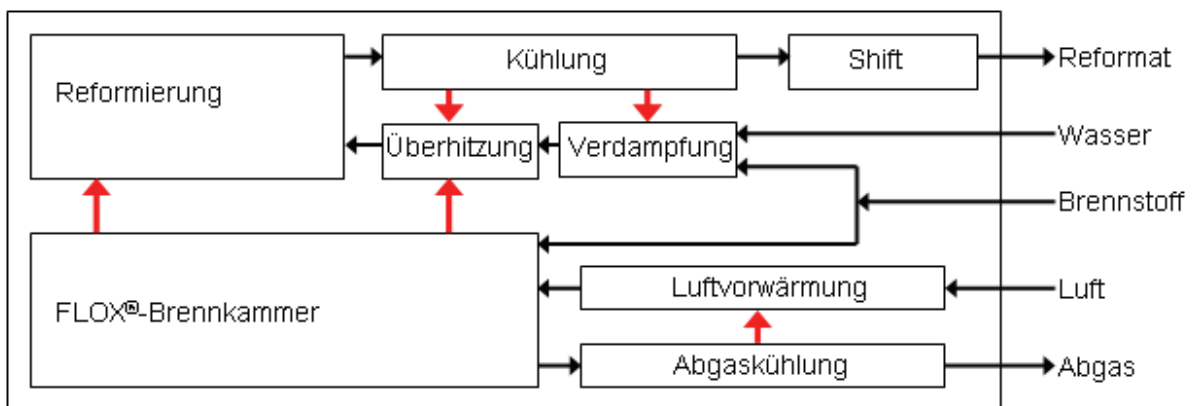 Reformierung
Kühlung
Shift
Reformat
Überhitzung
Verdampfung
Wasser
Brennstoff
FLOX®-Brennkammer
Luftvorwärmung
Luft
Abgaskühlung
Abgas